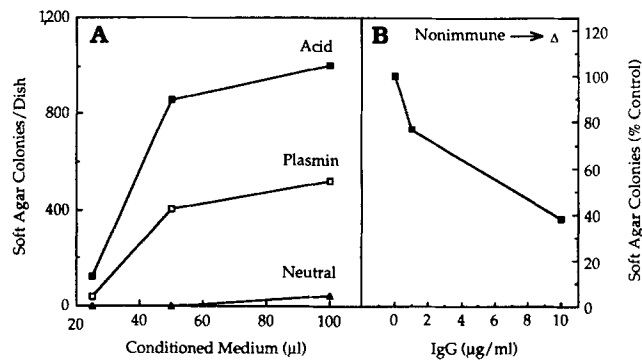 A
B
1,200
800
400
0
Soft Agar Colonies/Dish
Acid
Plasmin
Neutral
20 40 60 80 100
Conditioned Medium (µl)
Nonimmune → Δ
0 2 4 6 8 10
IgG (µg/ml)
120
100
80
60
40
20
0
Soft Agar Colonies (% Control)